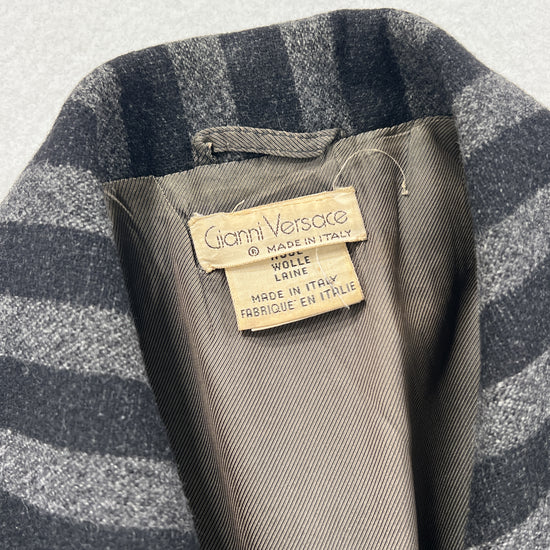 Gianni Versace
® MADE IN ITALY
WOLLE
LAINE
MADE IN ITALY
FABRIQUE' EN ITALIE